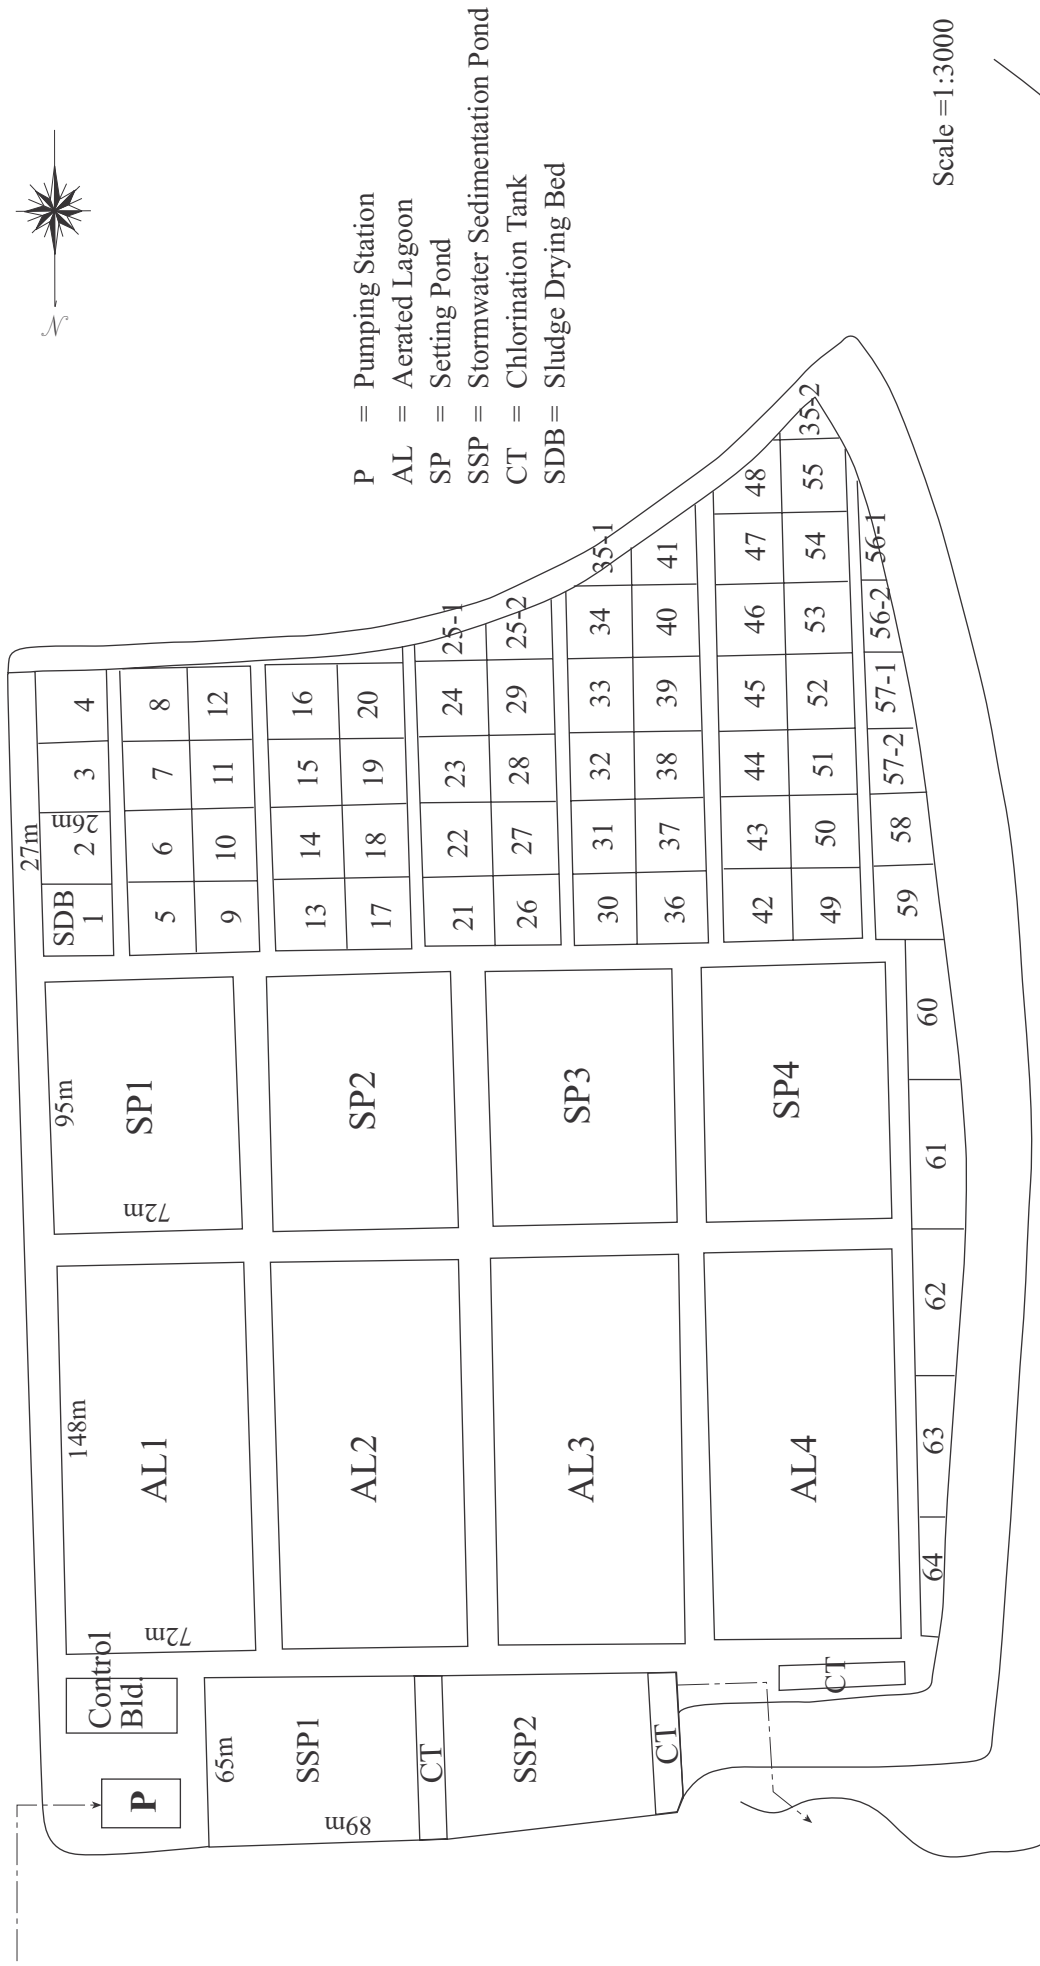 N
P = Pumping Station
AL = Aerated Lagoon
SP = Setting Pond
SSP = Stormwater Sedimentation Pond
CT = Chlorination Tank
SDB = Sludge Drying Bed
Scale =1:3000
27m
26m
SDB
1
2
3
4
5
6
7
8
9
10
11
12
13
14
15
16
17
18
19
20
21
22
23
24
25-1
26
27
28
29
25-2
30
31
32
33
34
35-1
36
37
38
39
40
41
42
43
44
45
46
47
48
49
50
51
52
53
54
55
35-2
59
58
57-2
57-1
56-2
56-1
60
61
62
63
64
95m
72m
SP1
SP2
SP3
SP4
148m
72m
AL1
AL2
AL3
AL4
Control
Bld.
P
65m
89m
SSP1
CT
SSP2
CT
CT